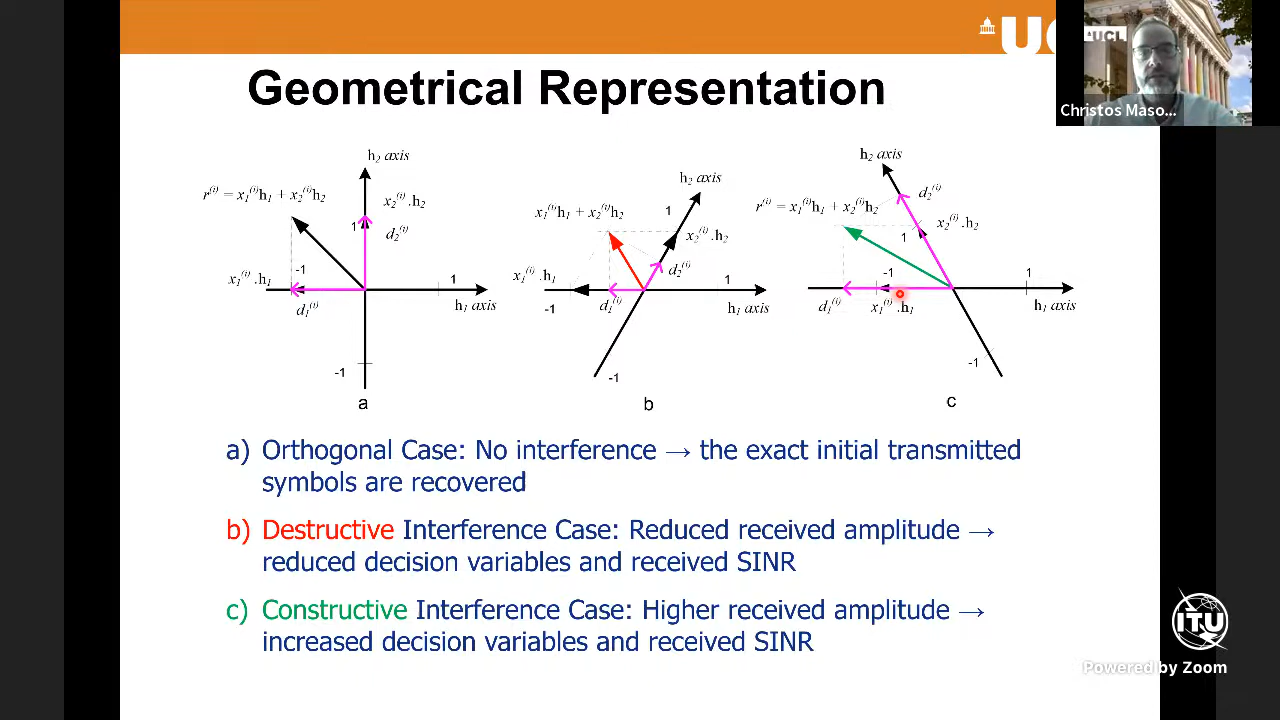 UCL
Christos Maso...
Geometrical Representation
h₂ axis
r⁽ⁱ⁾ = x₁⁽ⁱ⁾h₁ + x₂⁽ⁱ⁾h₂
x₂⁽ⁱ⁾.h₂
1
d₂⁽ⁱ⁾
x₁⁽ⁱ⁾.h₁
-1
1
d₁⁽ⁱ⁾
h₁ axis
-1
a
h₂ axis
x₁⁽ⁱ⁾h₁ + x₂⁽ⁱ⁾h₂
1
x₂⁽ⁱ⁾.h₂
x₁⁽ⁱ⁾.h₁
d₂⁽ⁱ⁾
1
-1
d₁⁽ⁱ⁾
h₁ axis
-1
b
h₂ axis
d₂⁽ⁱ⁾
r⁽ⁱ⁾ = x₁⁽ⁱ⁾h₁ + x₂⁽ⁱ⁾h₂
x₂⁽ⁱ⁾.h₂
1
-1
1
d₁⁽ⁱ⁾
x₁⁽ⁱ⁾.h₁
h₁ axis
-1
c
a) Orthogonal Case: No interference → the exact initial transmitted
symbols are recovered
b) Destructive Interference Case: Reduced received amplitude →
reduced decision variables and received SINR
c) Constructive Interference Case: Higher received amplitude →
increased decision variables and received SINR
ITU
Powered by Zoom